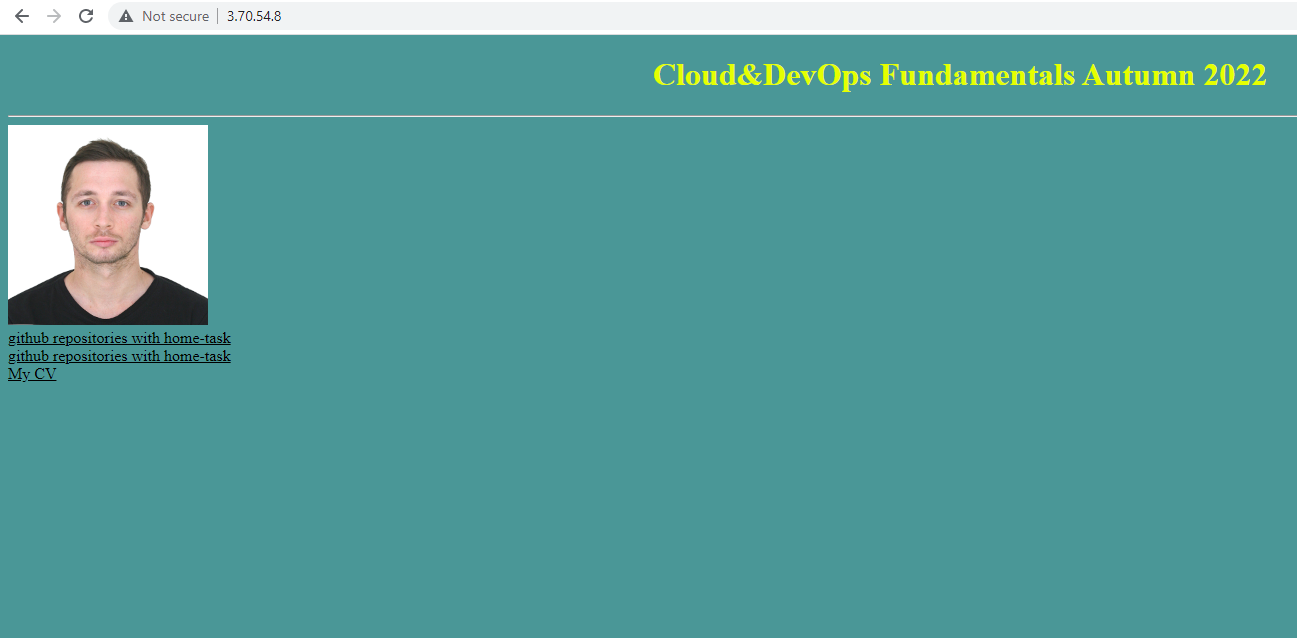 Not secure | 3.70.54.8
Cloud&DevOps Fundamentals Autumn 2022
github repositories with home-task
github repositories with home-task
My CV